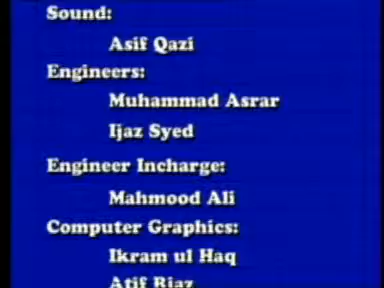 Sound:
Asif Qazi
Engineers:
Muhammad Asrar
Ijaz Syed
Engineer Incharge:
Mahmood Ali
Computer Graphics:
Ikram ul Haq
Atif Riaz